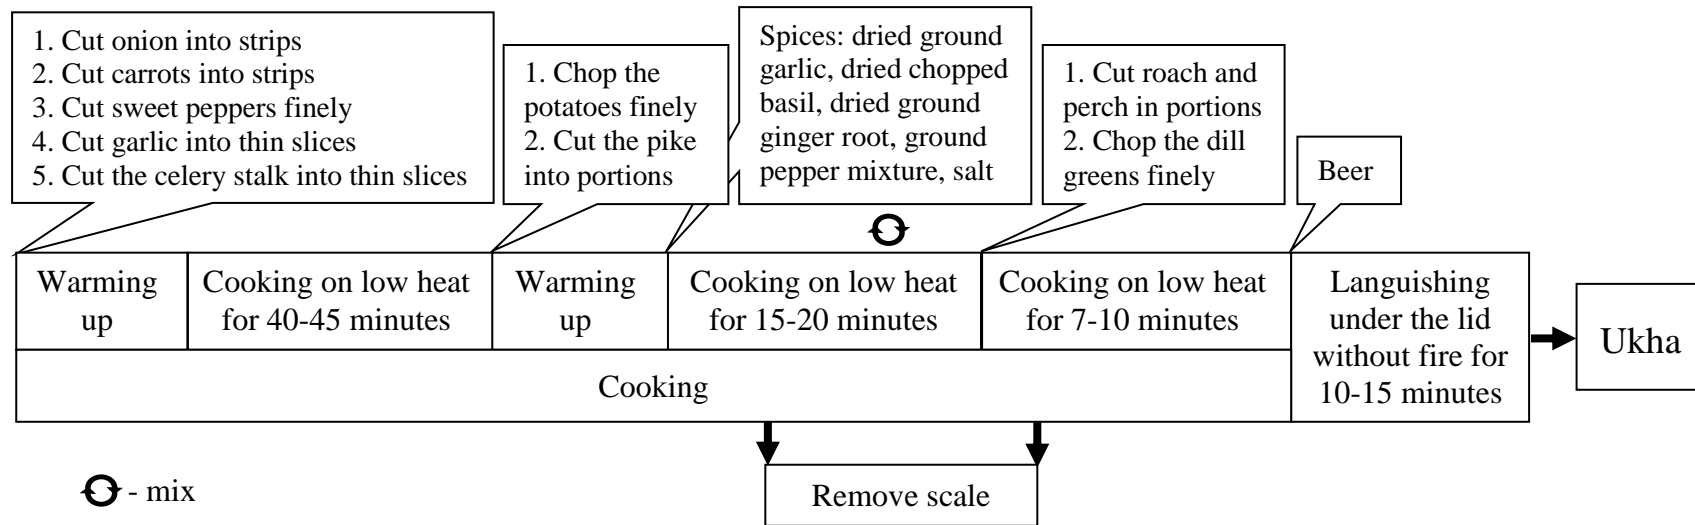 1. Cut onion into strips
2. Cut carrots into strips
3. Cut sweet peppers finely
4. Cut garlic into thin slices
5. Cut the celery stalk into thin slices
1. Chop the
potatoes finely
2. Cut the pike
into portions
Spices: dried ground
garlic, dried chopped
basil, dried ground
ginger root, ground
pepper mixture, salt
1. Cut roach and
perch in portions
2. Chop the dill
greens finely
Beer
Warming
up
Cooking on low heat
for 40-45 minutes
Warming
up
Cooking on low heat
for 15-20 minutes
Cooking on low heat
for 7-10 minutes
Languishing
under the lid
without fire for
10-15 minutes
Ukha
Cooking
Remove scale
- mix